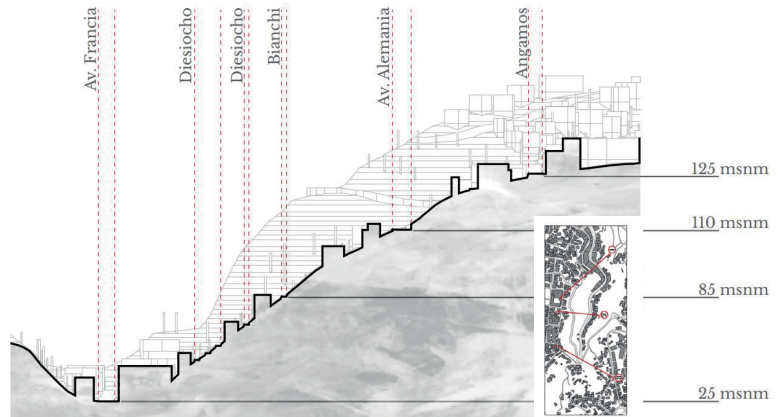 Av. Francia
Diesiocho
Diesiocho
Bianchi
Av. Alemania
Angamos
125 msnm
110 msnm
85 msnm
25 msnm